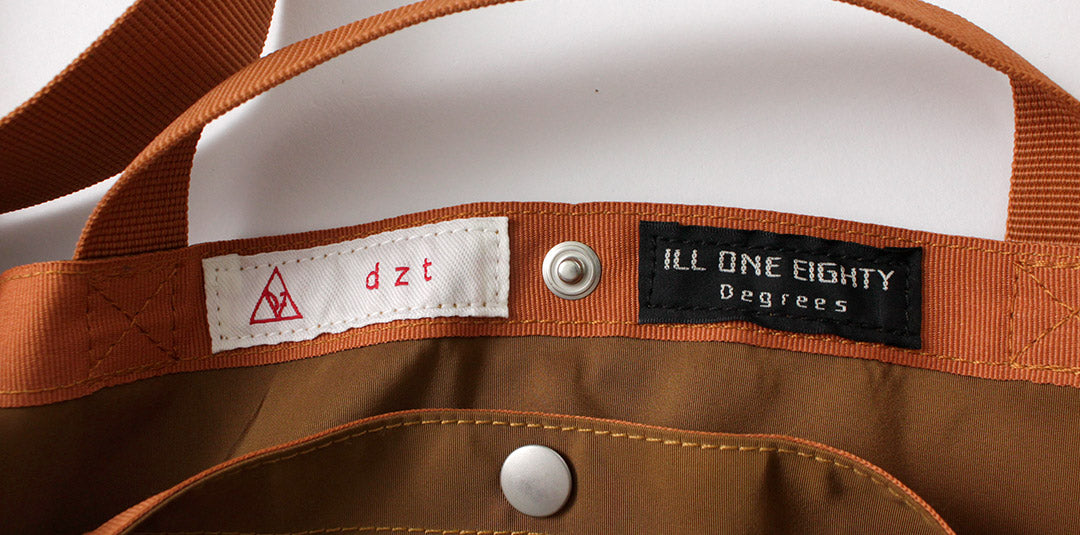 dzt
ILL ONE EIGHTY
Degrees